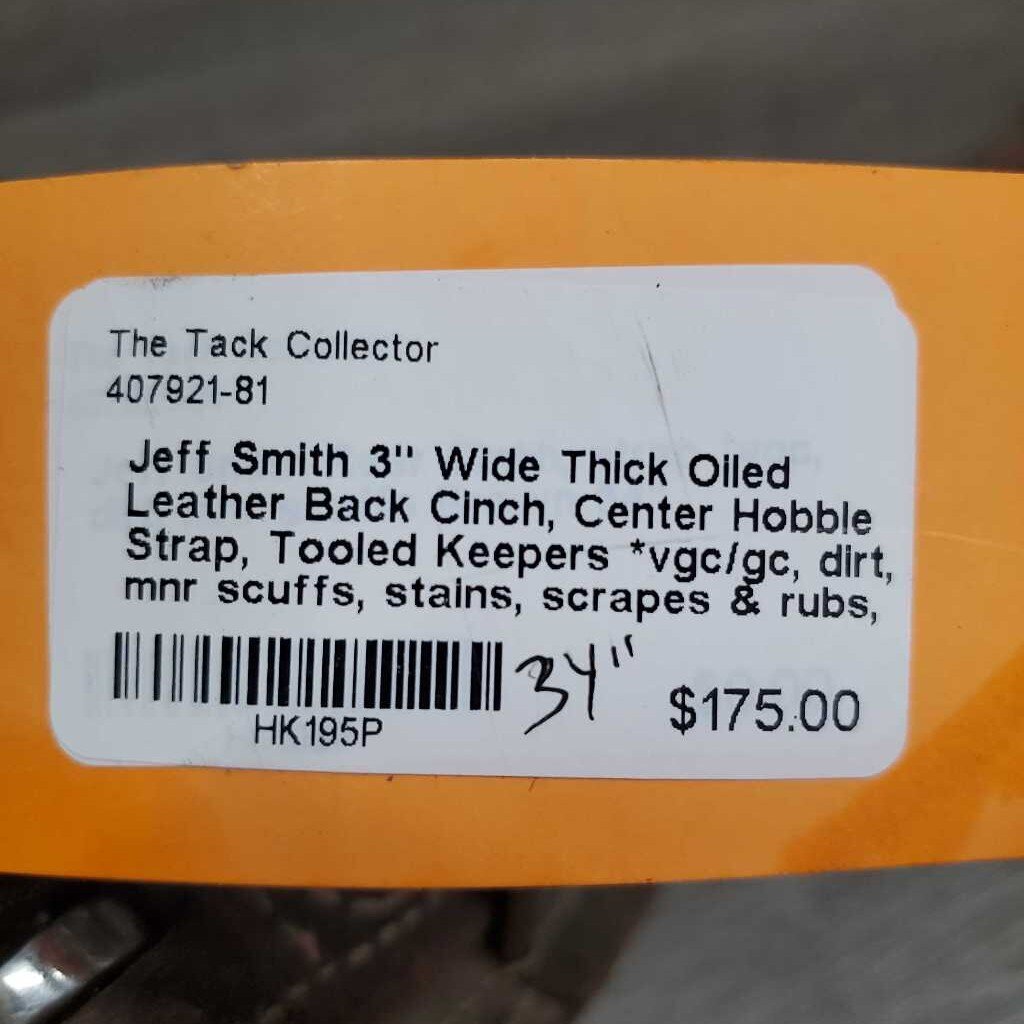 The Tack Collector
407921-81
Jeff Smith 3" Wide Thick Oiled
Leather Back Cinch, Center Hobble
Strap, Tooled Keepers *vgc/gc, dirt,
mnr scuffs, stains, scrapes & rubs,
34"
$175.00
HK195P